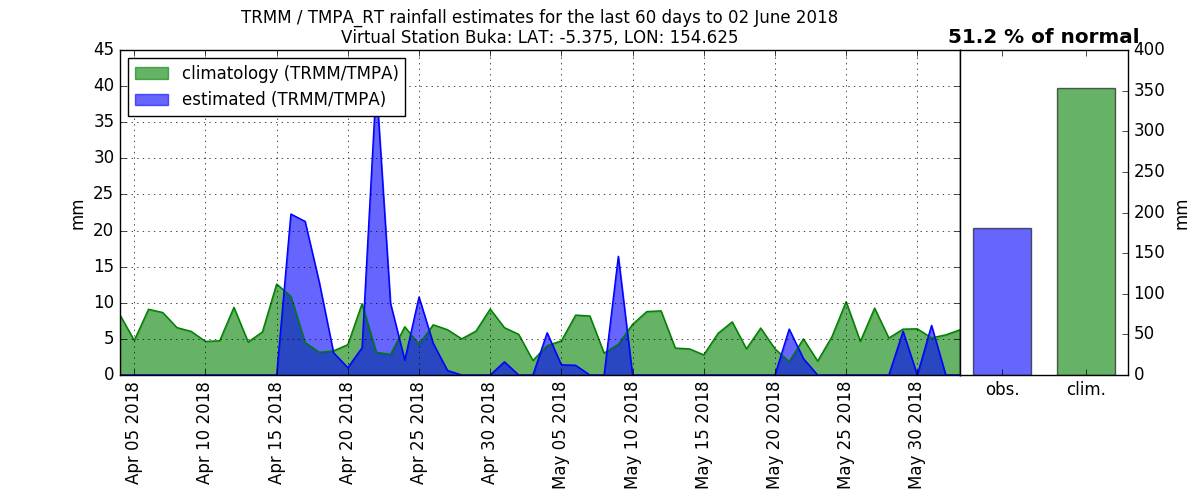 TRMM / TMPA_RT rainfall estimates for the last 60 days to 02 June 2018
Virtual Station Buka: LAT: -5.375, LON: 154.625
51.2 % of normal
climatology (TRMM/TMPA)
estimated (TRMM/TMPA)
mm
45
40
35
30
25
20
15
10
5
0
Apr 05 2018
Apr 10 2018
Apr 15 2018
Apr 20 2018
Apr 25 2018
Apr 30 2018
May 05 2018
May 10 2018
May 15 2018
May 20 2018
May 25 2018
May 30 2018
obs.
clim.
400
350
300
250
200
150
100
50
0
mm